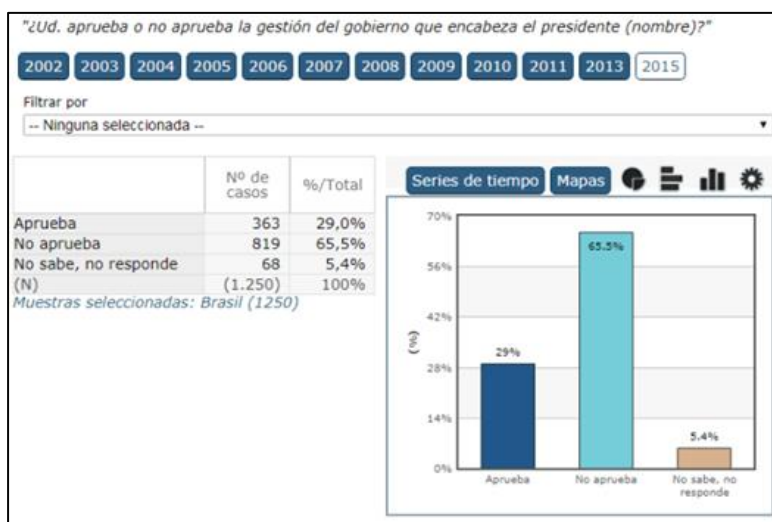 "¿Ud. aprueba o no aprueba la gestión del gobierno que encabeza el presidente (nombre)?"
2002 2003 2004 2005 2006 2007 2008 2009 2010 2011 2013 2015
Filtrar por
-- Ninguna seleccionada --
Nº de casos %/Total
Aprueba 363 29,0%
No aprueba 819 65,5%
No sabe, no responde 68 5,4%
(N) (1.250) 100%
Muestras seleccionadas: Brasil (1250)
Series de tiempo Mapas
70%
56%
42%
28%
14%
0%
(%)
29%
65.5%
5.4%
Aprueba
No aprueba
No sabe, no
responde